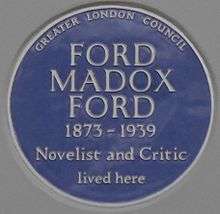 GREATER LONDON COUNCIL
FORD
MADOX
FORD
1873-1939
Novelist and Critic
lived here